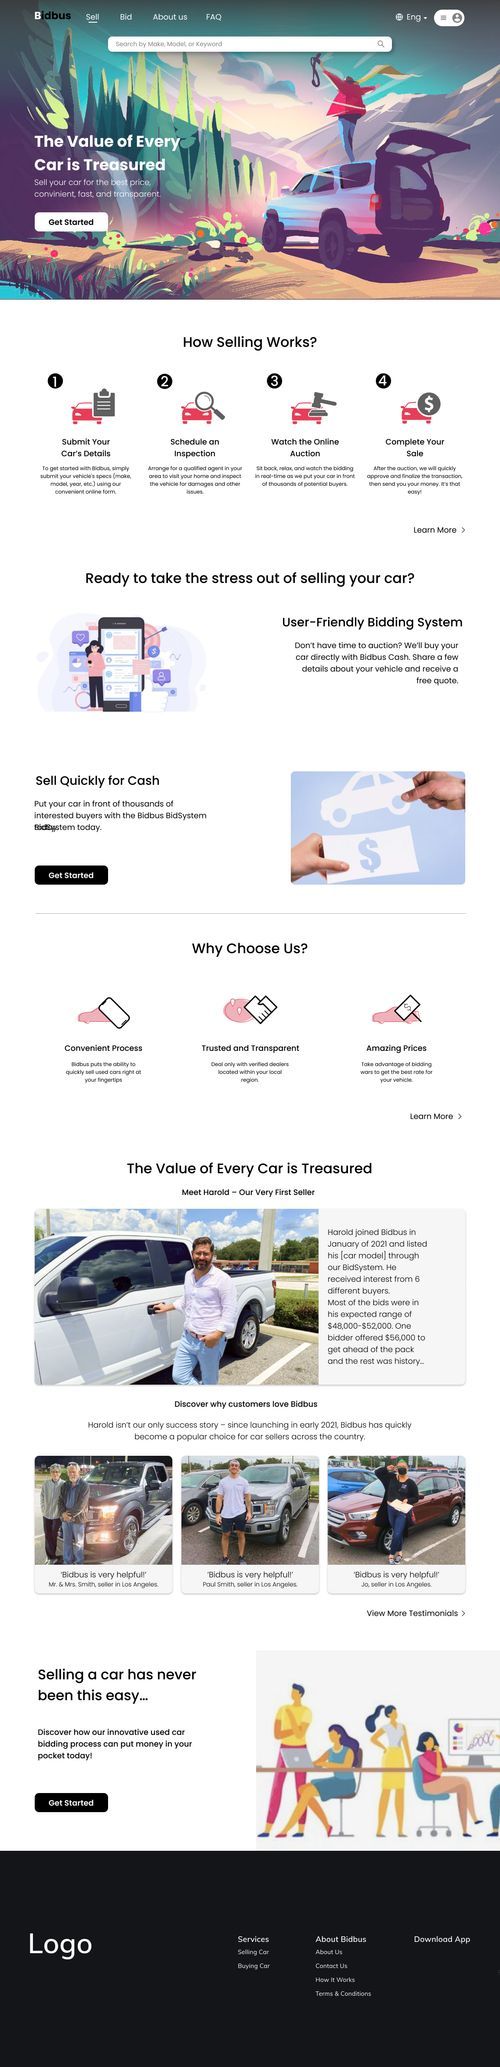 Bidbus Sell Bid About us FAQ Eng
Search by Make, Model, or Keyword
The Value of Every
Car is Treasured
Sell your car for the best price,
convinient, fast, and transparent.
Get Started
How Selling Works?
1 2 3 4
Submit Your
Car's Details
To get started with Bidbus, simply
submit your vehicle's specs (make,
model, year, etc.) using our
convenient online form.
Schedule an
Inspection
Arrange for a qualified agent in your
area to visit your home and inspect
the vehicle for damages and other
issues.
Watch the Online
Auction
Sit back, relax, and watch the bidding
in real-time as we put your car in front
of thousands of potential buyers.
Complete Your
Sale
After the auction, we will quickly
approve and finalize the transaction,
then send you your money. It's that
easy!
Learn More
Ready to take the stress out of selling your car?
User-Friendly Bidding System
Don't have time to auction? We'll buy your
car directly with Bidbus Cash. Share a few
details about your vehicle and receive a
free quote.
Sell Quickly for Cash
Put your car in front of thousands of
interested buyers with the Bidbus BidSystem
today.
Get Started
Why Choose Us?
Convenient Process
Bidbus puts the ability to
quickly sell used cars right at
your fingertips
Trusted and Transparent
Deal only with verified dealers
located within your local
region.
Amazing Prices
Take advantage of bidding
wars to get the best rate for
your vehicle.
Learn More
The Value of Every Car is Treasured
Meet Harold – Our Very First Seller
Harold joined Bidbus in
January of 2021 and listed
his [car model] through
our BidSystem. He
received interest from 6
different buyers.
Most of the bids were in
his expected range of
$48,000-$52,000. One
bidder offered $56,000 to
get ahead of the pack
and the rest was history...
Discover why customers love Bidbus
Harold isn't our only success story – since launching in early 2021, Bidbus has quickly
become a popular choice for car sellers across the country.
'Bidbus is very helpful!'
Mr. & Mrs. Smith, seller in Los Angeles.
'Bidbus is very helpful!'
Paul Smith, seller in Los Angeles.
'Bidbus is very helpful!'
Jo, seller in Los Angeles.
View More Testimonials
Selling a car has never
been this easy...
Discover how our innovative used car
bidding process can put money in your
pocket today!
Get Started
Logo
Services
Selling Car
Buying Car
About Bidbus
About Us
Contact Us
How It Works
Terms & Conditions
Download App